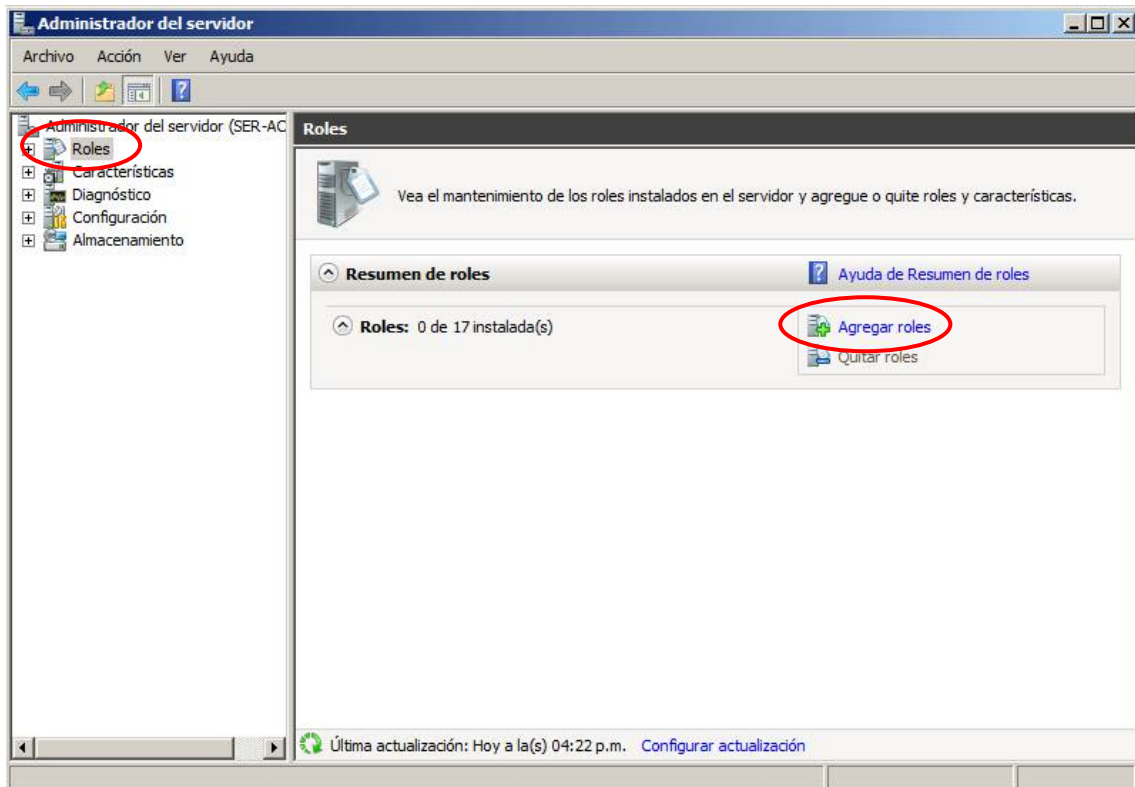 Administrador del servidor
Archivo Acción Ver Ayuda
Administrador del servidor (SER-AC
Roles
Características
Diagnóstico
Configuración
Almacenamiento
Roles
Vea el mantenimiento de los roles instalados en el servidor y agregue o quite roles y características.
Resumen de roles
Ayuda de Resumen de roles
Roles: 0 de 17 instalada(s)
Agregar roles
Quitar roles
Última actualización: Hoy a la(s) 04:22 p.m. Configurar actualización